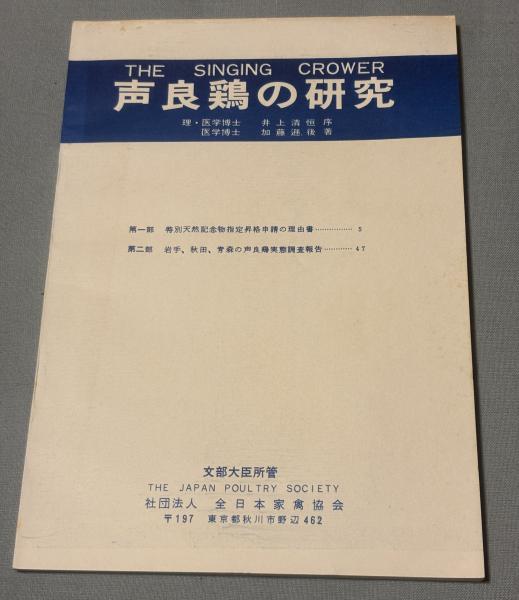 THE SINGING CROWER
声良鶏の研究
理・医学博士 井上清恒序
医学博士 加藤遜後著
第一部 特別天然記念物指定昇格申請の理由書……………… 5
第二部 岩手、秋田、青森の声良鶏実態調査報告………… 47
文部大臣所管
THE JAPAN POULTRY SOCIETY
社団法人 全日本家禽協会
〒197 東京都秋川市野辺462